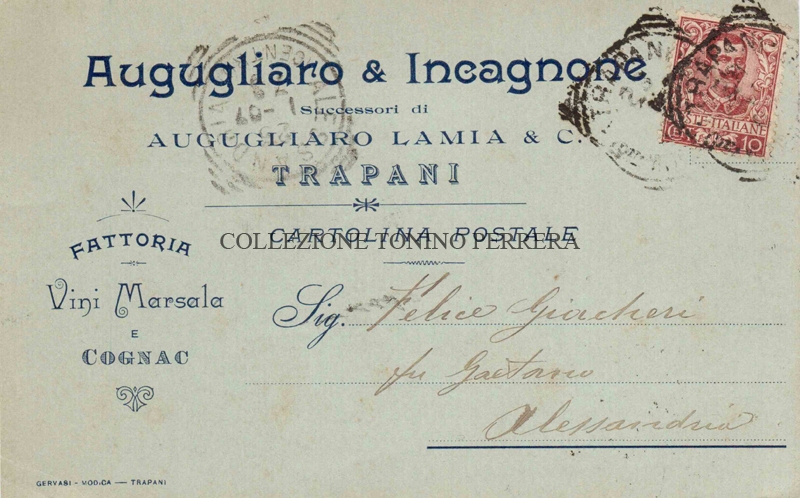 Augugliaro & Incagnone
Successori di
AUGUGLIARO LAMIA & C.
TRAPANI
CARTOLINA POSTALE
COLLEZIONE TONINO PERRERA
FATTORIA
Vini Marsala
E
COGNAC
Sig. Felice Giacheri
fu Gaetano
Alessandria
GERVASI - MODICA — TRAPANI
TRAPANI
TRAPANI
POSTE ITALIANE
10